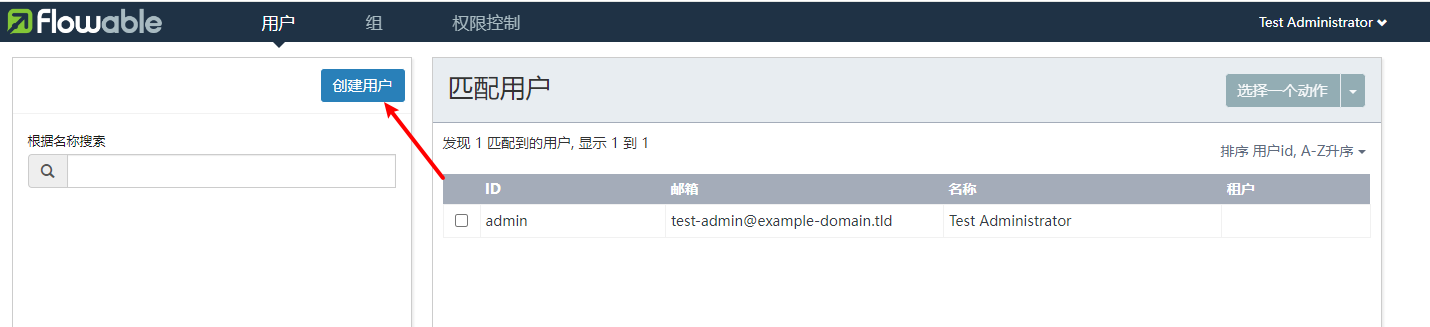 Flowable 用户 组 权限控制 Test Administrator
创建用户
根据名称搜索
匹配用户
选择一个动作
发现 1 匹配到的用户, 显示 1 到 1
排序 用户id, A-Z升序
ID 邮箱 名称 租户
admin test-admin@example-domain.tld Test Administrator